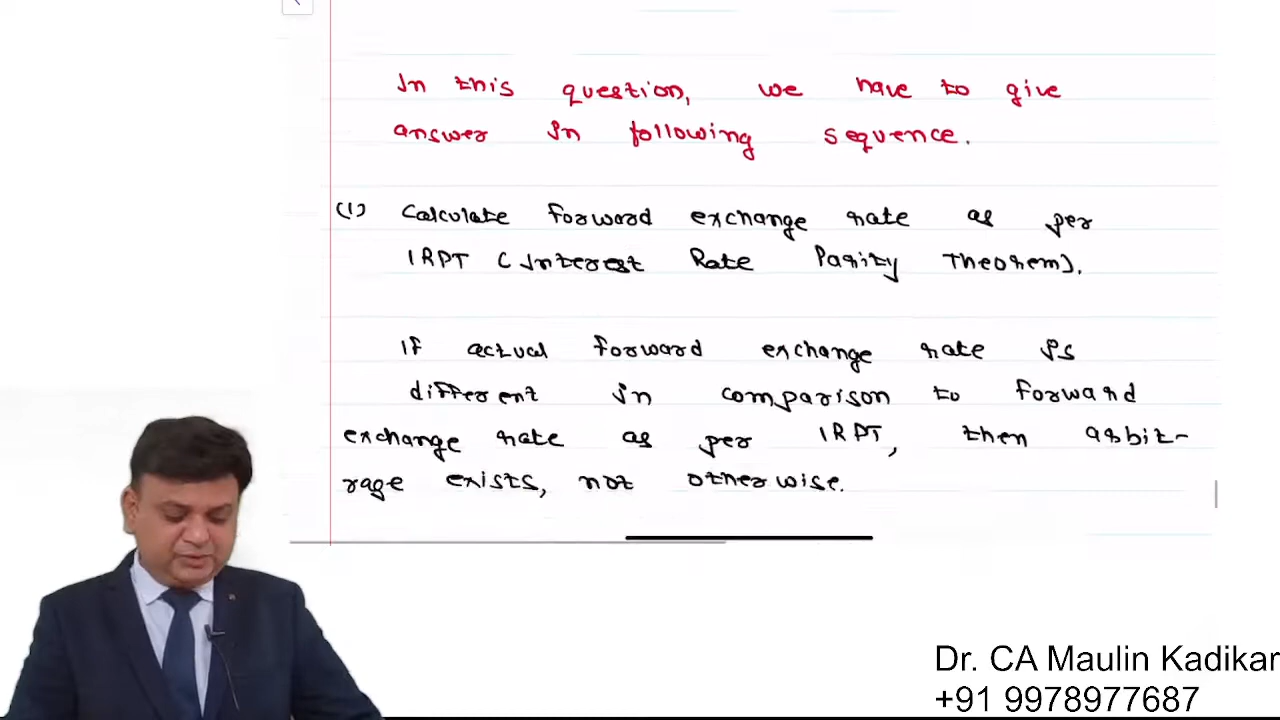 In this question, we have to give
answer in following sequence.
(1) Calculate forward exchange rate as per
IRPT (Interest Rate Parity Theorem).
If actual forward exchange rate is
different in comparison to forward
exchange rate as per IRPT, then arbit-
rage exists, not otherwise.
Dr. CA Maulin Kadikar
+91 9978977687